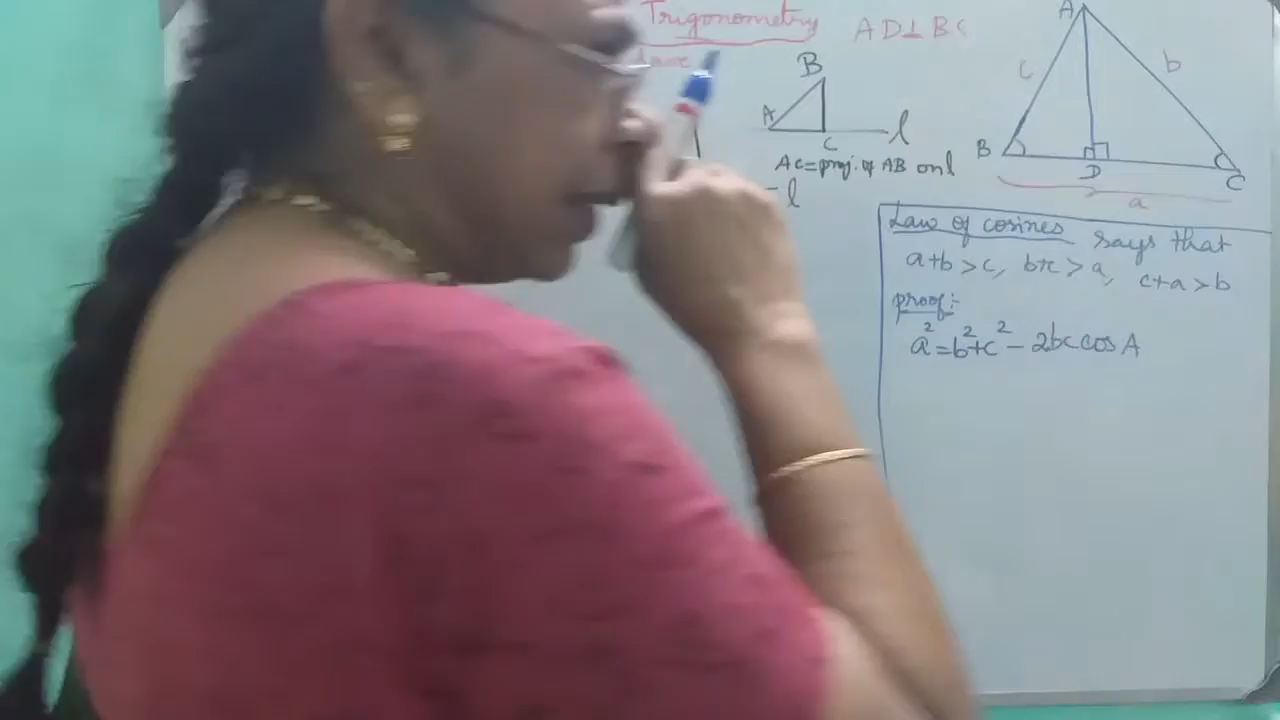 Trigonometry
AD⊥BC
B
A
l
C
AC=proj. of AB on l
l
A
c
b
B
D
C
a
Law of cosines says that
a+b>c, b+c>a, c+a>b
proof:-
a²=b²+c²-2bc cos A